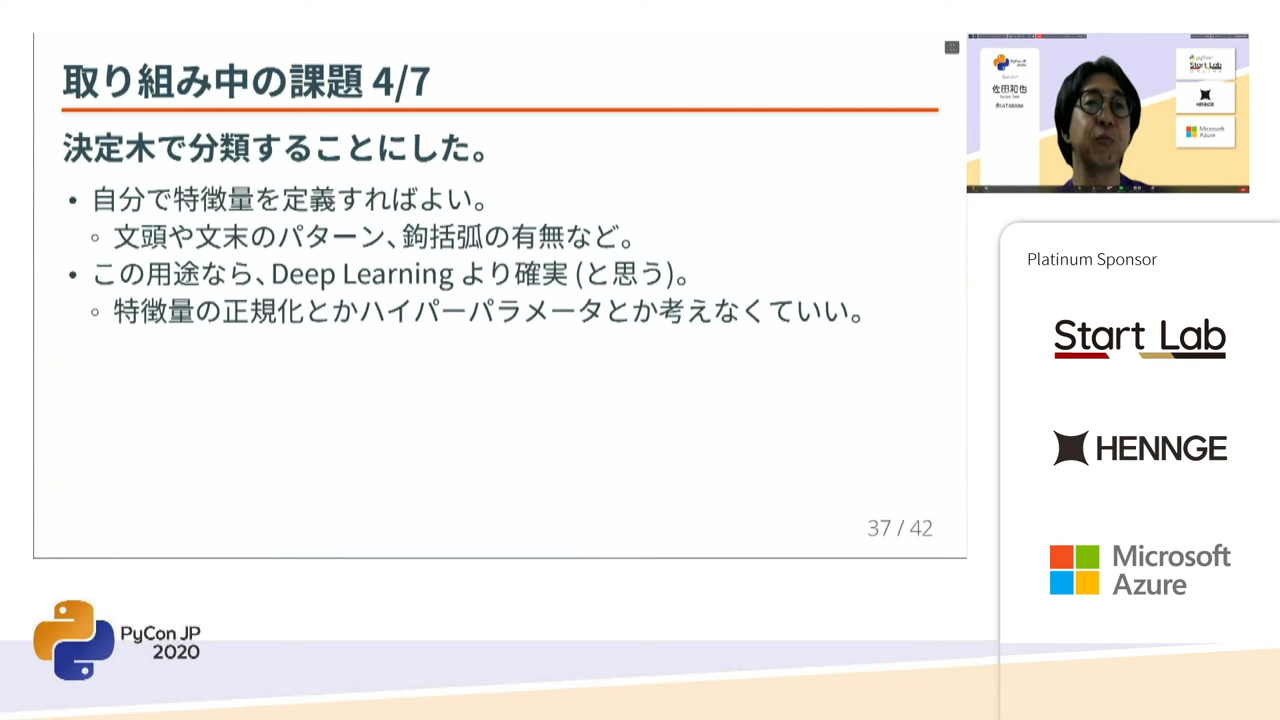 取り組み中の課題 4/7
決定木で分類することにした。
• 自分で特徴量を定義すればよい。
◦ 文頭や文末のパターン、鉤括弧の有無など。
• この用途なら、Deep Learning より確実 (と思う)。
◦ 特徴量の正規化とかハイパーパラメータとか考えなくていい。
37 / 42
佐田和也
Start Lab
HENNGE
Microsoft
Azure
Platinum Sponsor
Start Lab
HENNGE
Microsoft
Azure
PyCon JP
2020